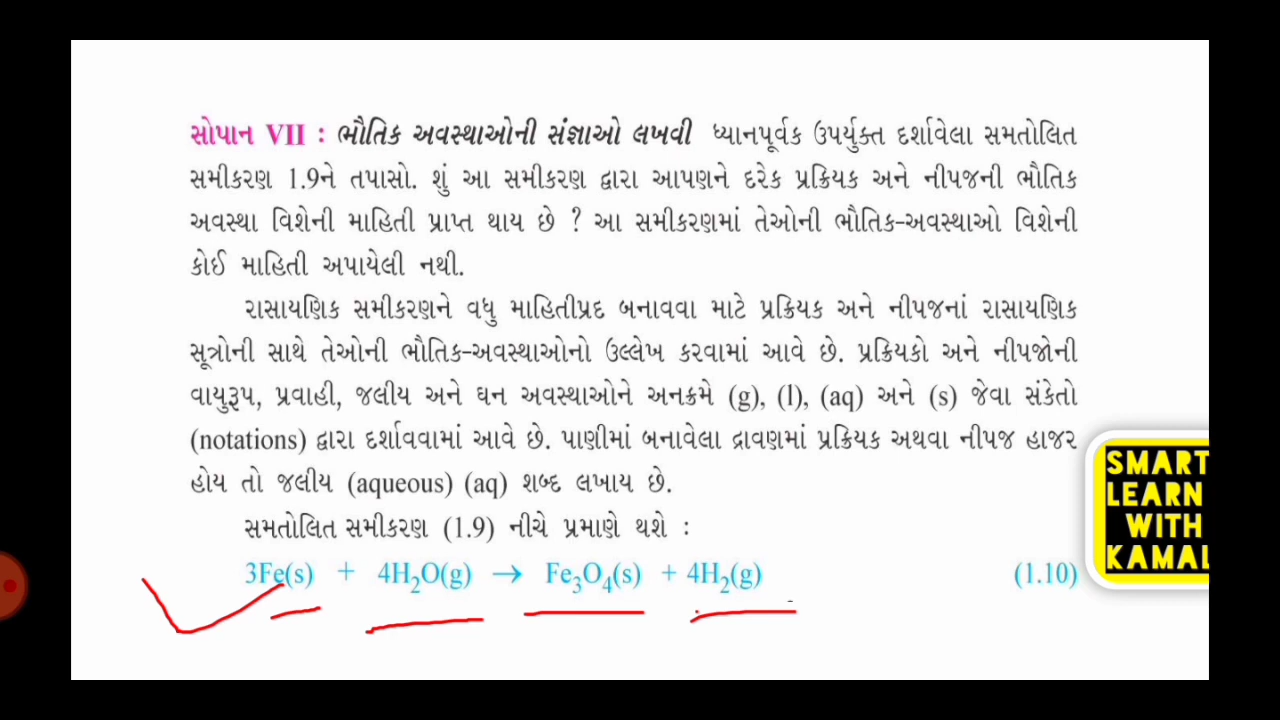 સોપાન VII : ભૌતિક અવસ્થાઓની સંજ્ઞાઓ લખવી ધ્યાનપૂર્વક ઉપર્યુક્ત દર્શાવેલા સમતોલિત
સમીકરણ 1.9ને તપાસો. શું આ સમીકરણ દ્વારા આપણને દરેક પ્રક્રિયક અને નીપજની ભૌતિક
અવસ્થા વિશેની માહિતી પ્રાપ્ત થાય છે ? આ સમીકરણમાં તેઓની ભૌતિક-અવસ્થાઓ વિશેની
કોઈ માહિતી અપાયેલી નથી.
રાસાયણિક સમીકરણને વધુ માહિતીપ્રદ બનાવવા માટે પ્રક્રિયક અને નીપજનાં રાસાયણિક
સૂત્રોની સાથે તેઓની ભૌતિક-અવસ્થાઓનો ઉલ્લેખ કરવામાં આવે છે. પ્રક્રિયકો અને નીપજોની
વાયુરૂપ, પ્રવાહી, જલીય અને ઘન અવસ્થાઓને અનક્રમે (g), (l), (aq) અને (s) જેવા સંકેતો
(notations) દ્વારા દર્શાવવામાં આવે છે. પાણીમાં બનાવેલા દ્રાવણમાં પ્રક્રિયક અથવા નીપજ હાજર
હોય તો જલીય (aqueous) (aq) શબ્દ લખાય છે.
સમતોલિત સમીકરણ (1.9) નીચે પ્રમાણે થશે :
3Fe(s) + 4H₂O(g) → Fe₃O₄(s) + 4H₂(g) (1.10)
SMART
LEARN
WITH
KAMAL